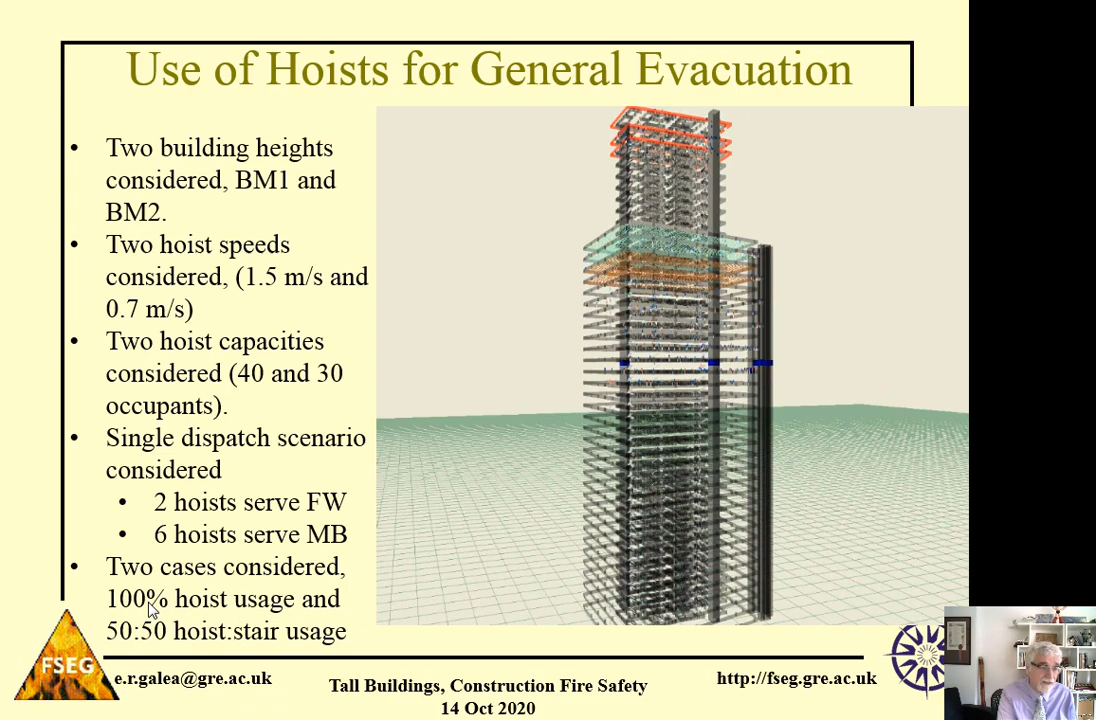 Use of Hoists for General Evacuation
• Two building heights
considered, BM1 and
BM2.
• Two hoist speeds
considered, (1.5 m/s and
0.7 m/s)
• Two hoist capacities
considered (40 and 30
occupants).
• Single dispatch scenario
considered
• 2 hoists serve FW
• 6 hoists serve MB
• Two cases considered,
100% hoist usage and
50:50 hoist:stair usage
FSEG
e.r.galea@gre.ac.uk
Tall Buildings, Construction Fire Safety
14 Oct 2020
http://fseg.gre.ac.uk